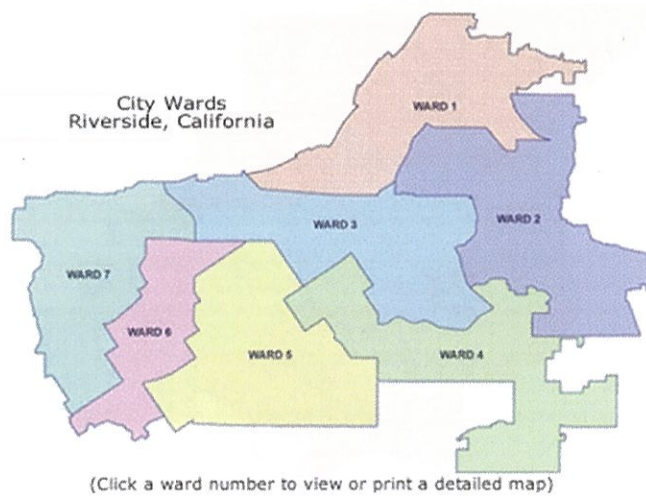 City Wards
Riverside, California
WARD 1
WARD 2
WARD 3
WARD 7
WARD 6
WARD 5
WARD 4
(Click a ward number to view or print a detailed map)